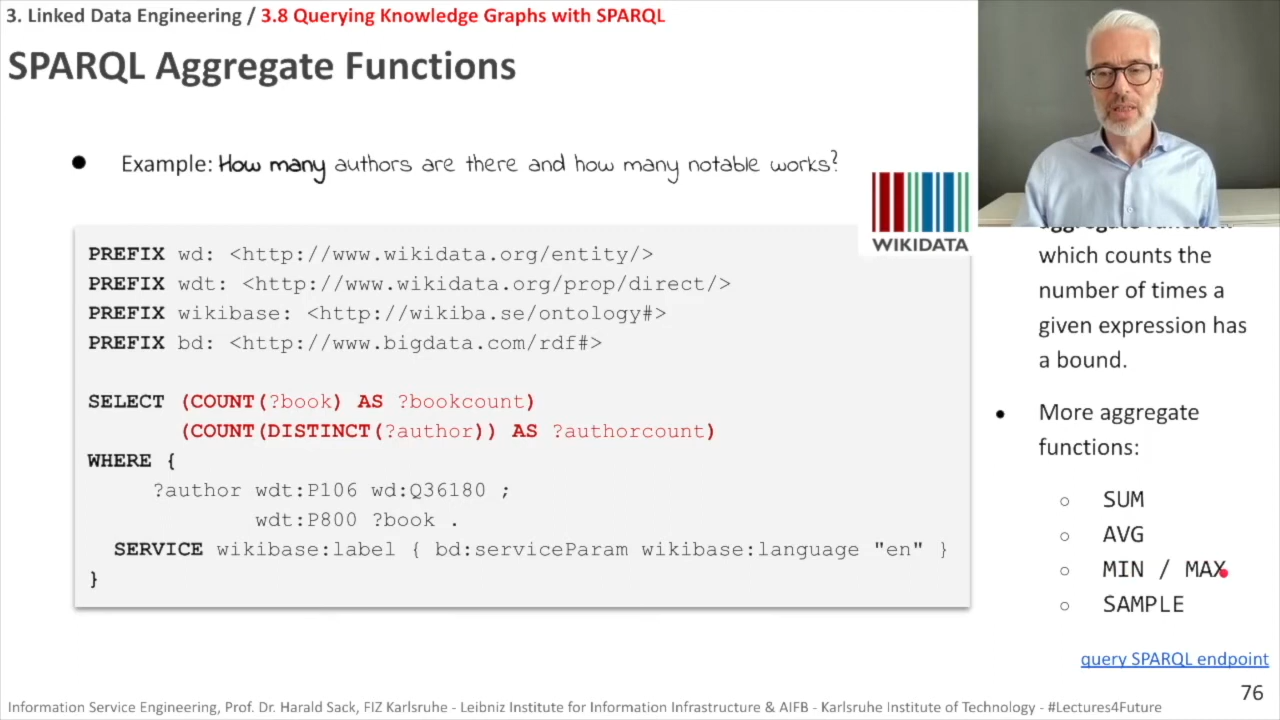 3. Linked Data Engineering / 3.8 Querying Knowledge Graphs with SPARQL
SPARQL Aggregate Functions
● Example: How many authors are there and how many notable works?
WIKIDATA
PREFIX wd: <http://www.wikidata.org/entity/>
PREFIX wdt: <http://www.wikidata.org/prop/direct/>
PREFIX wikibase: <http://wikiba.se/ontology#>
PREFIX bd: <http://www.bigdata.com/rdf#>
SELECT (COUNT(?book) AS ?bookcount)
(COUNT(DISTINCT(?author)) AS ?authorcount)
WHERE {
?author wdt:P106 wd:Q36180 ;
wdt:P800 ?book .
SERVICE wikibase:label { bd:serviceParam wikibase:language "en" }
}
aggregate function
which counts the
number of times a
given expression has
a bound.
● More aggregate
functions:
○ SUM
○ AVG
○ MIN / MAX
○ SAMPLE
query SPARQL endpoint
76
Information Service Engineering, Prof. Dr. Harald Sack, FIZ Karlsruhe - Leibniz Institute for Information Infrastructure & AIFB - Karlsruhe Institute of Technology - #Lectures4Future